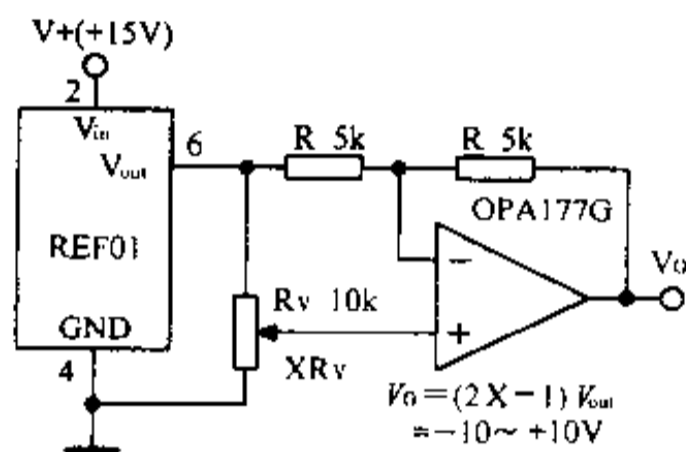 V+(+15V)
2
Vin
6
Vout
R 5k
R 5k
OPA177G
REF01
Vo
Rv 10k
GND
4
XRv
Vo=(2X-1)Vout
=-10~+10V